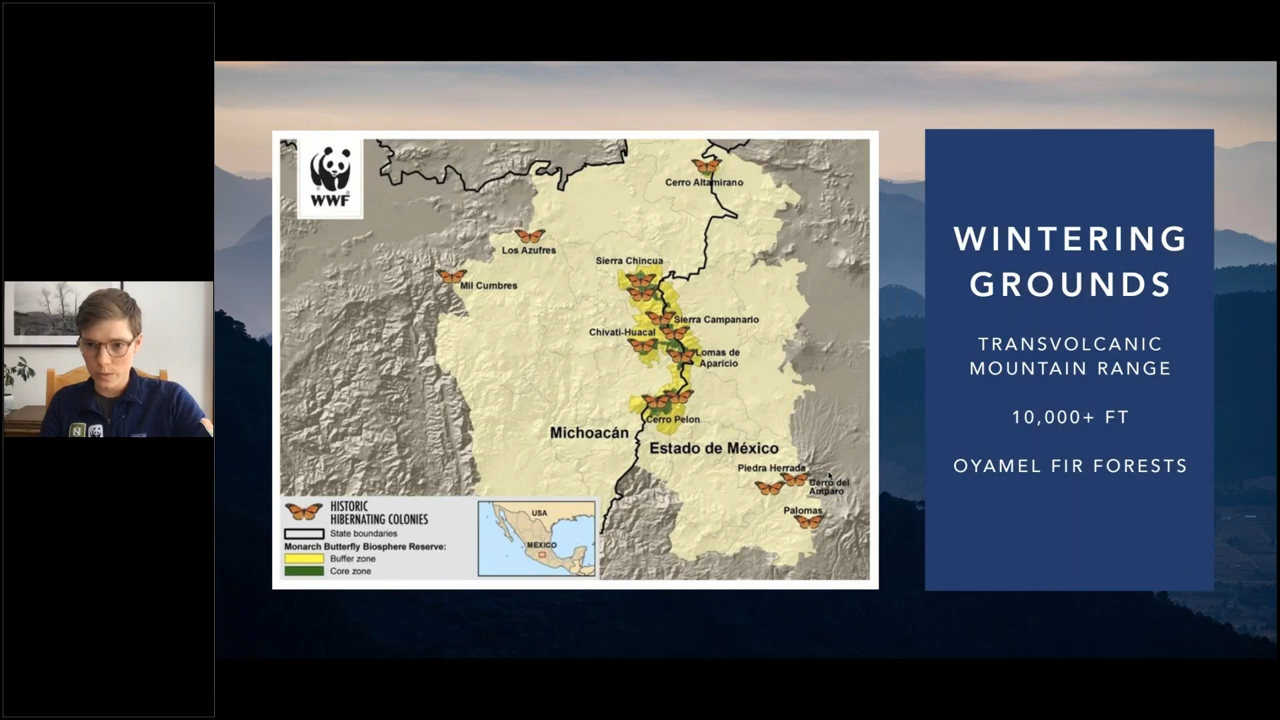 WWF
Cerro Altamirano
Los Azufres
Mil Cumbres
Sierra Chincua
Sierra Campanario
Chivati-Huacal
Lomas de
Aparicio
Cerro Pelon
Michoacán
Estado de México
Piedra Herrada
Cerro del
Amparo
Palomas
HISTORIC
HIBERNATING COLONIES
State boundaries
Monarch Butterfly Biosphere Reserve:
Buffer zone
Core zone
USA
MEXICO
WINTERING
GROUNDS
TRANSVOLCANIC
MOUNTAIN RANGE
10,000+ FT
OYAMEL FIR FORESTS